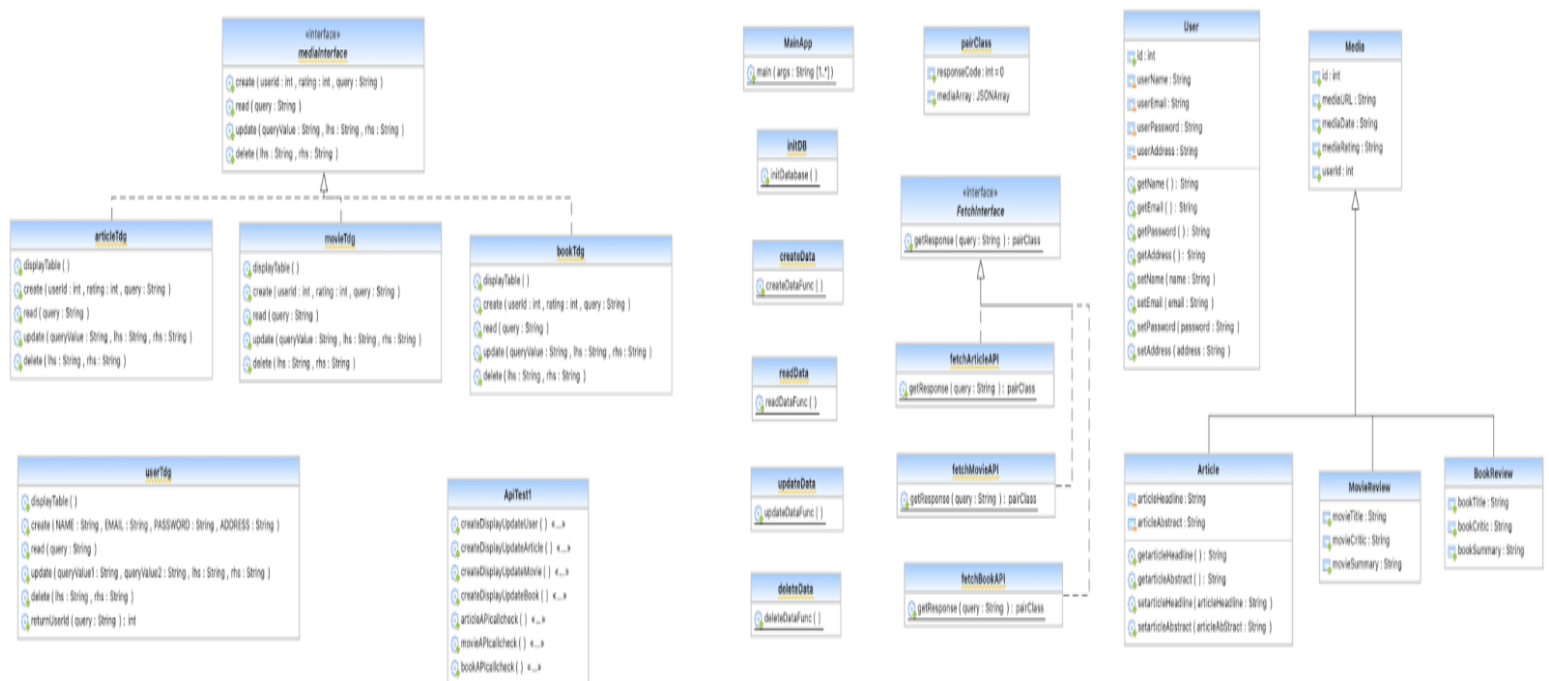 «interface»
mediaInterface
create ( userid : int , rating : int , query : String )
read ( query : String )
update ( queryValue : String , lhs : String , rhs : String )
delete ( lhs : String , rhs : String )
articleTdg
displayTable ( )
create ( userId : int , rating : int , query : String )
read ( query : String )
update ( queryValue : String , lhs : String , rhs : String )
delete ( lhs : String , rhs : String )
movieTdg
displayTable ( )
create ( userId : int , rating : int , query : String )
read ( query : String )
update ( queryValue : String , lhs : String , rhs : String )
delete ( lhs : String , rhs : String )
bookTdg
displayTable ( )
create ( userId : int , rating : int , query : String )
read ( query : String )
update ( queryValue : String , lhs : String , rhs : String )
delete ( lhs : String , rhs : String )
userTdg
displayTable ( )
create ( NAME : String , EMAIL : String , PASSWORD : String , ADDRESS : String )
read ( query : String )
update ( queryValue1 : String , queryValue2 : String , lhs : String , rhs : String )
delete ( lhs : String , rhs : String )
returnUserId ( query : String ) : int
ApiTest1
createDisplayUpdateUser ( ) «...»
createDisplayUpdateArticle ( ) «...»
createDisplayUpdateMovie ( ) «...»
createDisplayUpdateBook ( ) «...»
articleAPIcallcheck ( ) «...»
movieAPIcallcheck ( ) «...»
bookAPIcallcheck ( ) «...»
MainApp
main ( args : String [1..*] )
initDB
initDatabase ( )
createData
createDataFunc ( )
readData
readDataFunc ( )
updateData
updateDataFunc ( )
deleteData
deleteDataFunc ( )
pairClass
responseCode : int = 0
mediaArray : JSONArray
«interface»
FetchInterface
getResponse ( query : String ) : pairClass
fetchArticleAPI
getResponse ( query : String ) : pairClass
fetchMovieAPI
getResponse ( query : String ) : pairClass
fetchBookAPI
getResponse ( query : String ) : pairClass
User
id : int
userName : String
userEmail : String
userPassword : String
userAddress : String
getName ( ) : String
getEmail ( ) : String
getPassword ( ) : String
getAddress ( ) : String
setName ( name : String )
setEmail ( email : String )
setPassword ( password : String )
setAddress ( address : String )
Media
id : int
mediaURL : String
mediaDate : String
mediaRating : String
userId : int
Article
articleHeadline : String
articleAbstract : String
getarticleHeadline ( ) : String
getarticleAbstract ( ) : String
setarticleHeadline ( articleHeadline : String )
setarticleAbstract ( articleAbStract : String )
MovieReview
movieTitle : String
movieCritic : String
movieSummary : String
BookReview
bookTitle : String
bookCritic : String
bookSummary : String